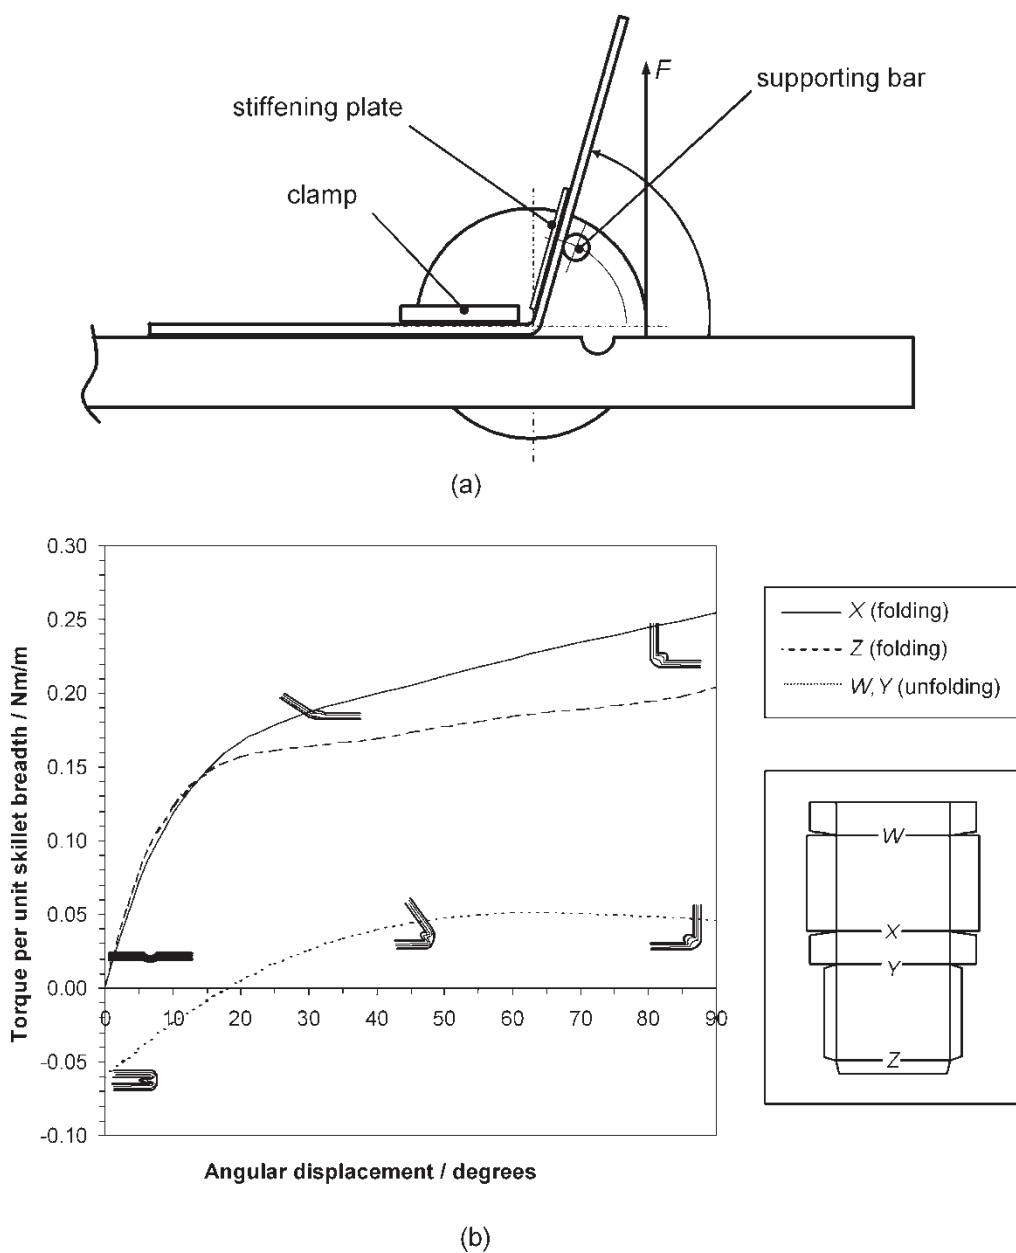 (a)
F
supporting bar
stiffening plate
clamp
(b)
0.30
0.25
0.20
0.15
0.10
0.05
0.00
-0.05
-0.10
0 10 20 30 40 50 60 70 80 90
Torque per unit skillet breadth / Nm/m
Angular displacement / degrees
X (folding)
Z (folding)
W,Y (unfolding)
W
X
Y
Z